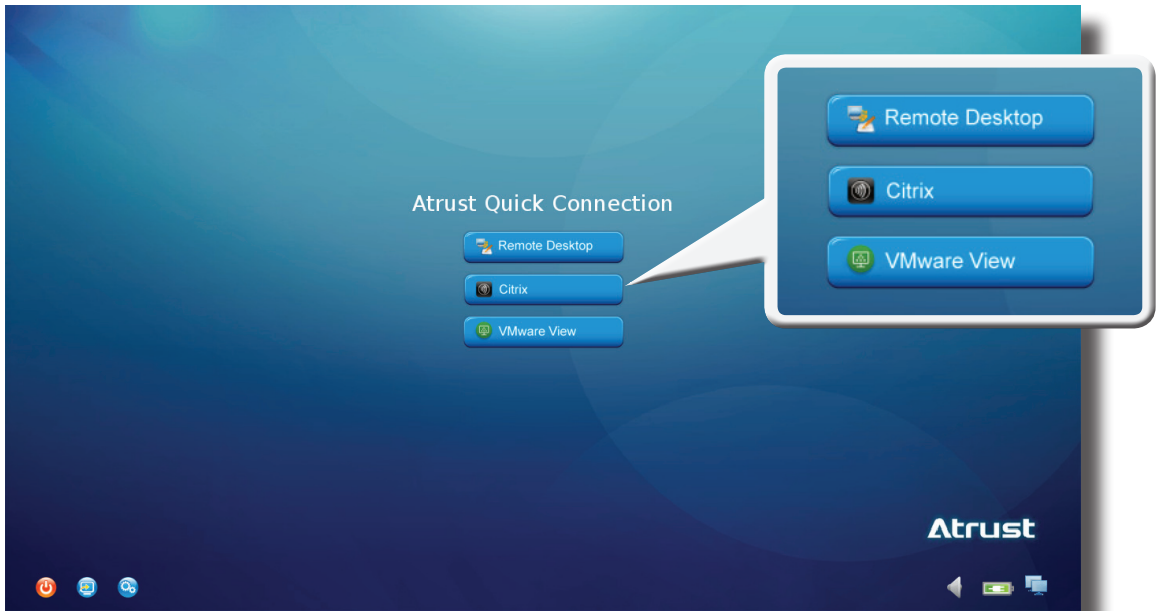 Atrust Quick Connection
Remote Desktop
Citrix
VMware View
Remote Desktop
Citrix
VMware View
Atrust